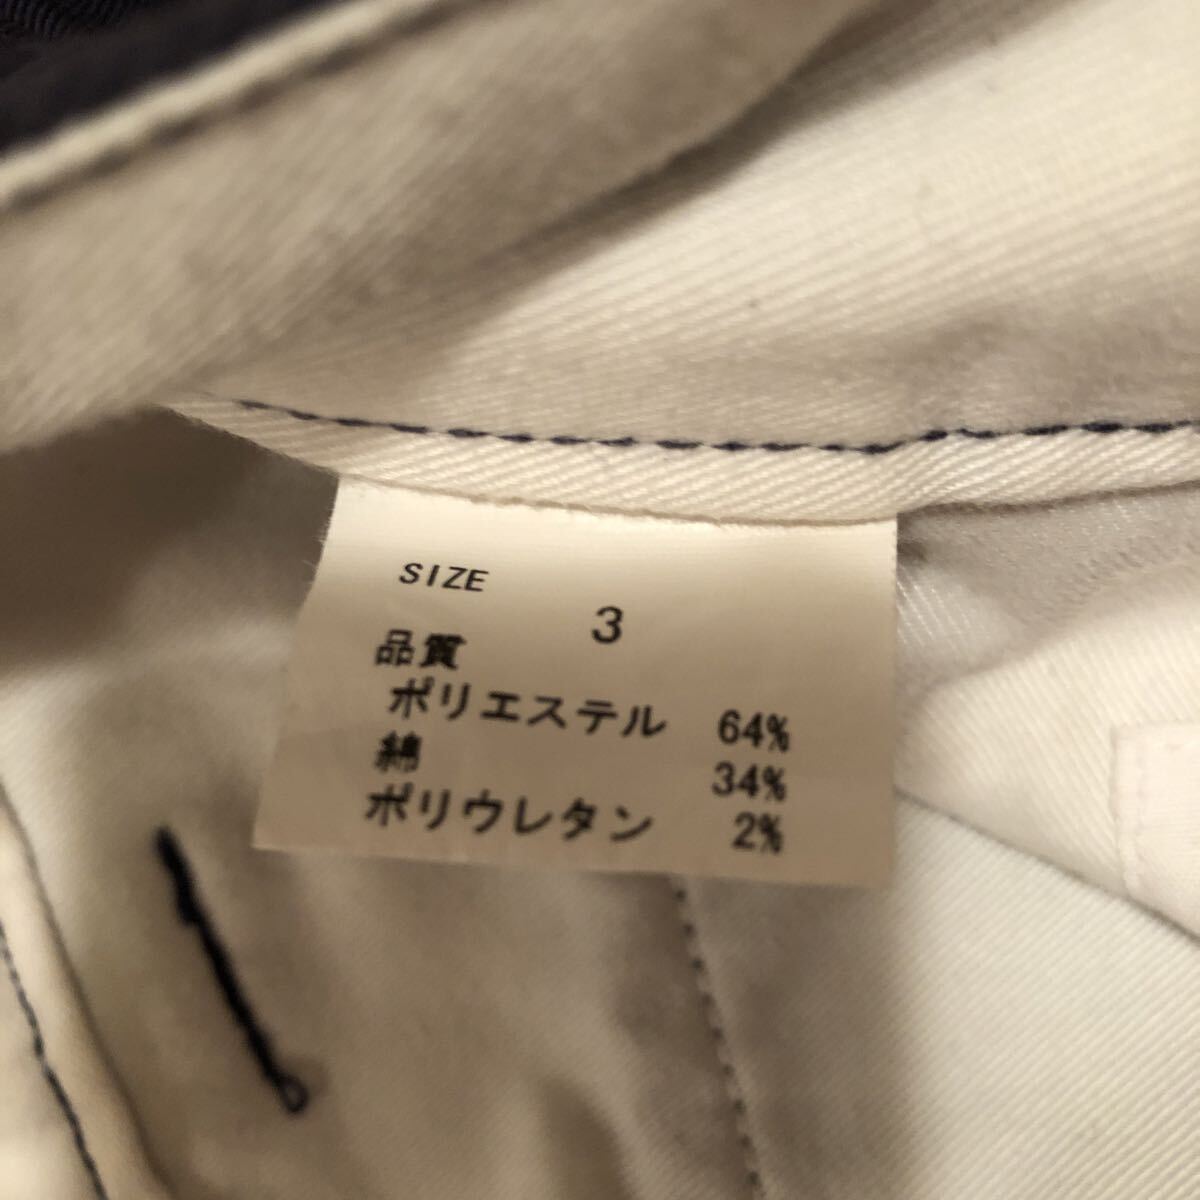 SIZE
3
品質
ポリエステル 64%
綿 34%
ポリウレタン 2%